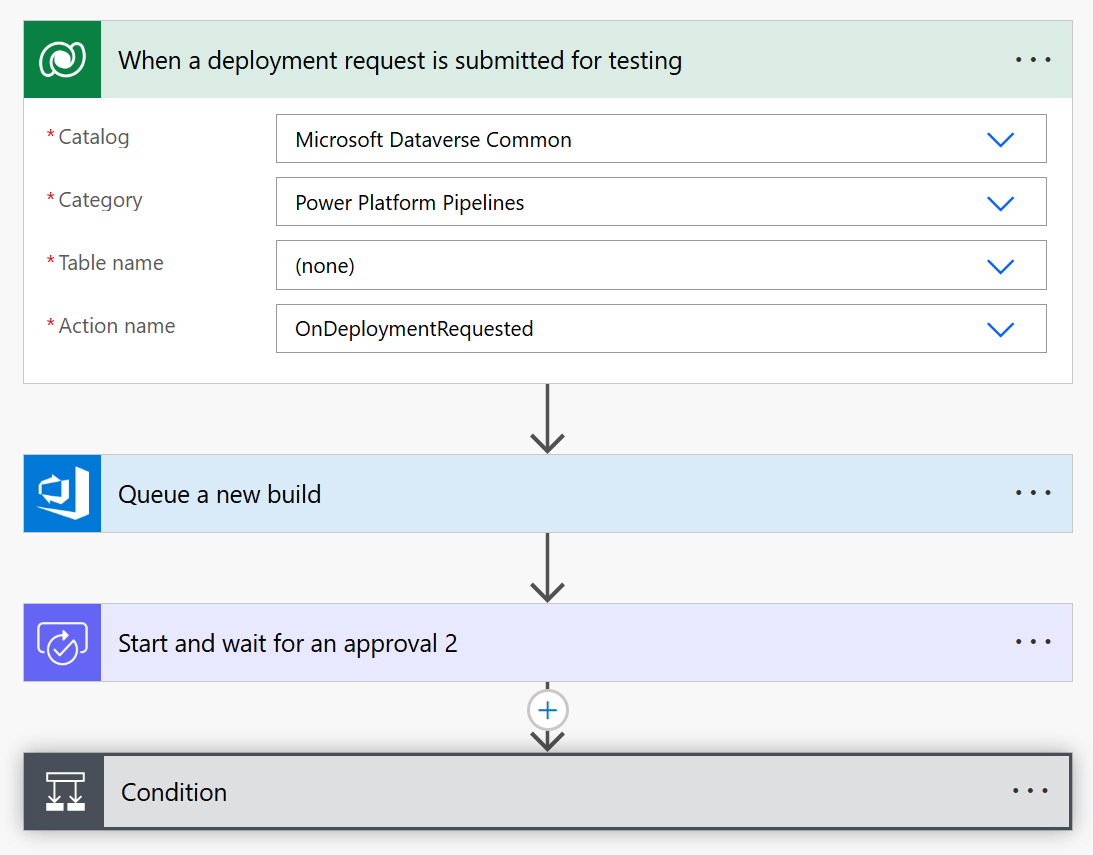 When a deployment request is submitted for testing
* Catalog
Microsoft Dataverse Common
* Category
Power Platform Pipelines
* Table name
(none)
* Action name
OnDeploymentRequested
Queue a new build
Start and wait for an approval 2
Condition